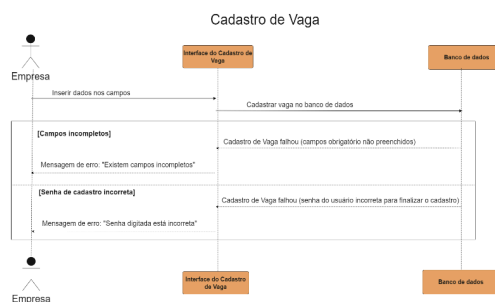 Cadastro de Vaga
Interface do Cadastro de
Vaga
Banco de dados
Empresa
Inserir dados nos campos
Cadastrar vaga no banco de dados
[Campos incompletos]
Cadastro de Vaga falhou (campos obrigatório não preenchidos)
Mensagem de erro: "Existem campos incompletos"
[Senha de cadastro incorreta]
Cadastro de Vaga falhou (senha do usuário incorreta para finalizar o cadastro)
Mensagem de erro: "Senha digitada está incorreta"
Interface do Cadastro
de Vaga
Banco de dados
Empresa